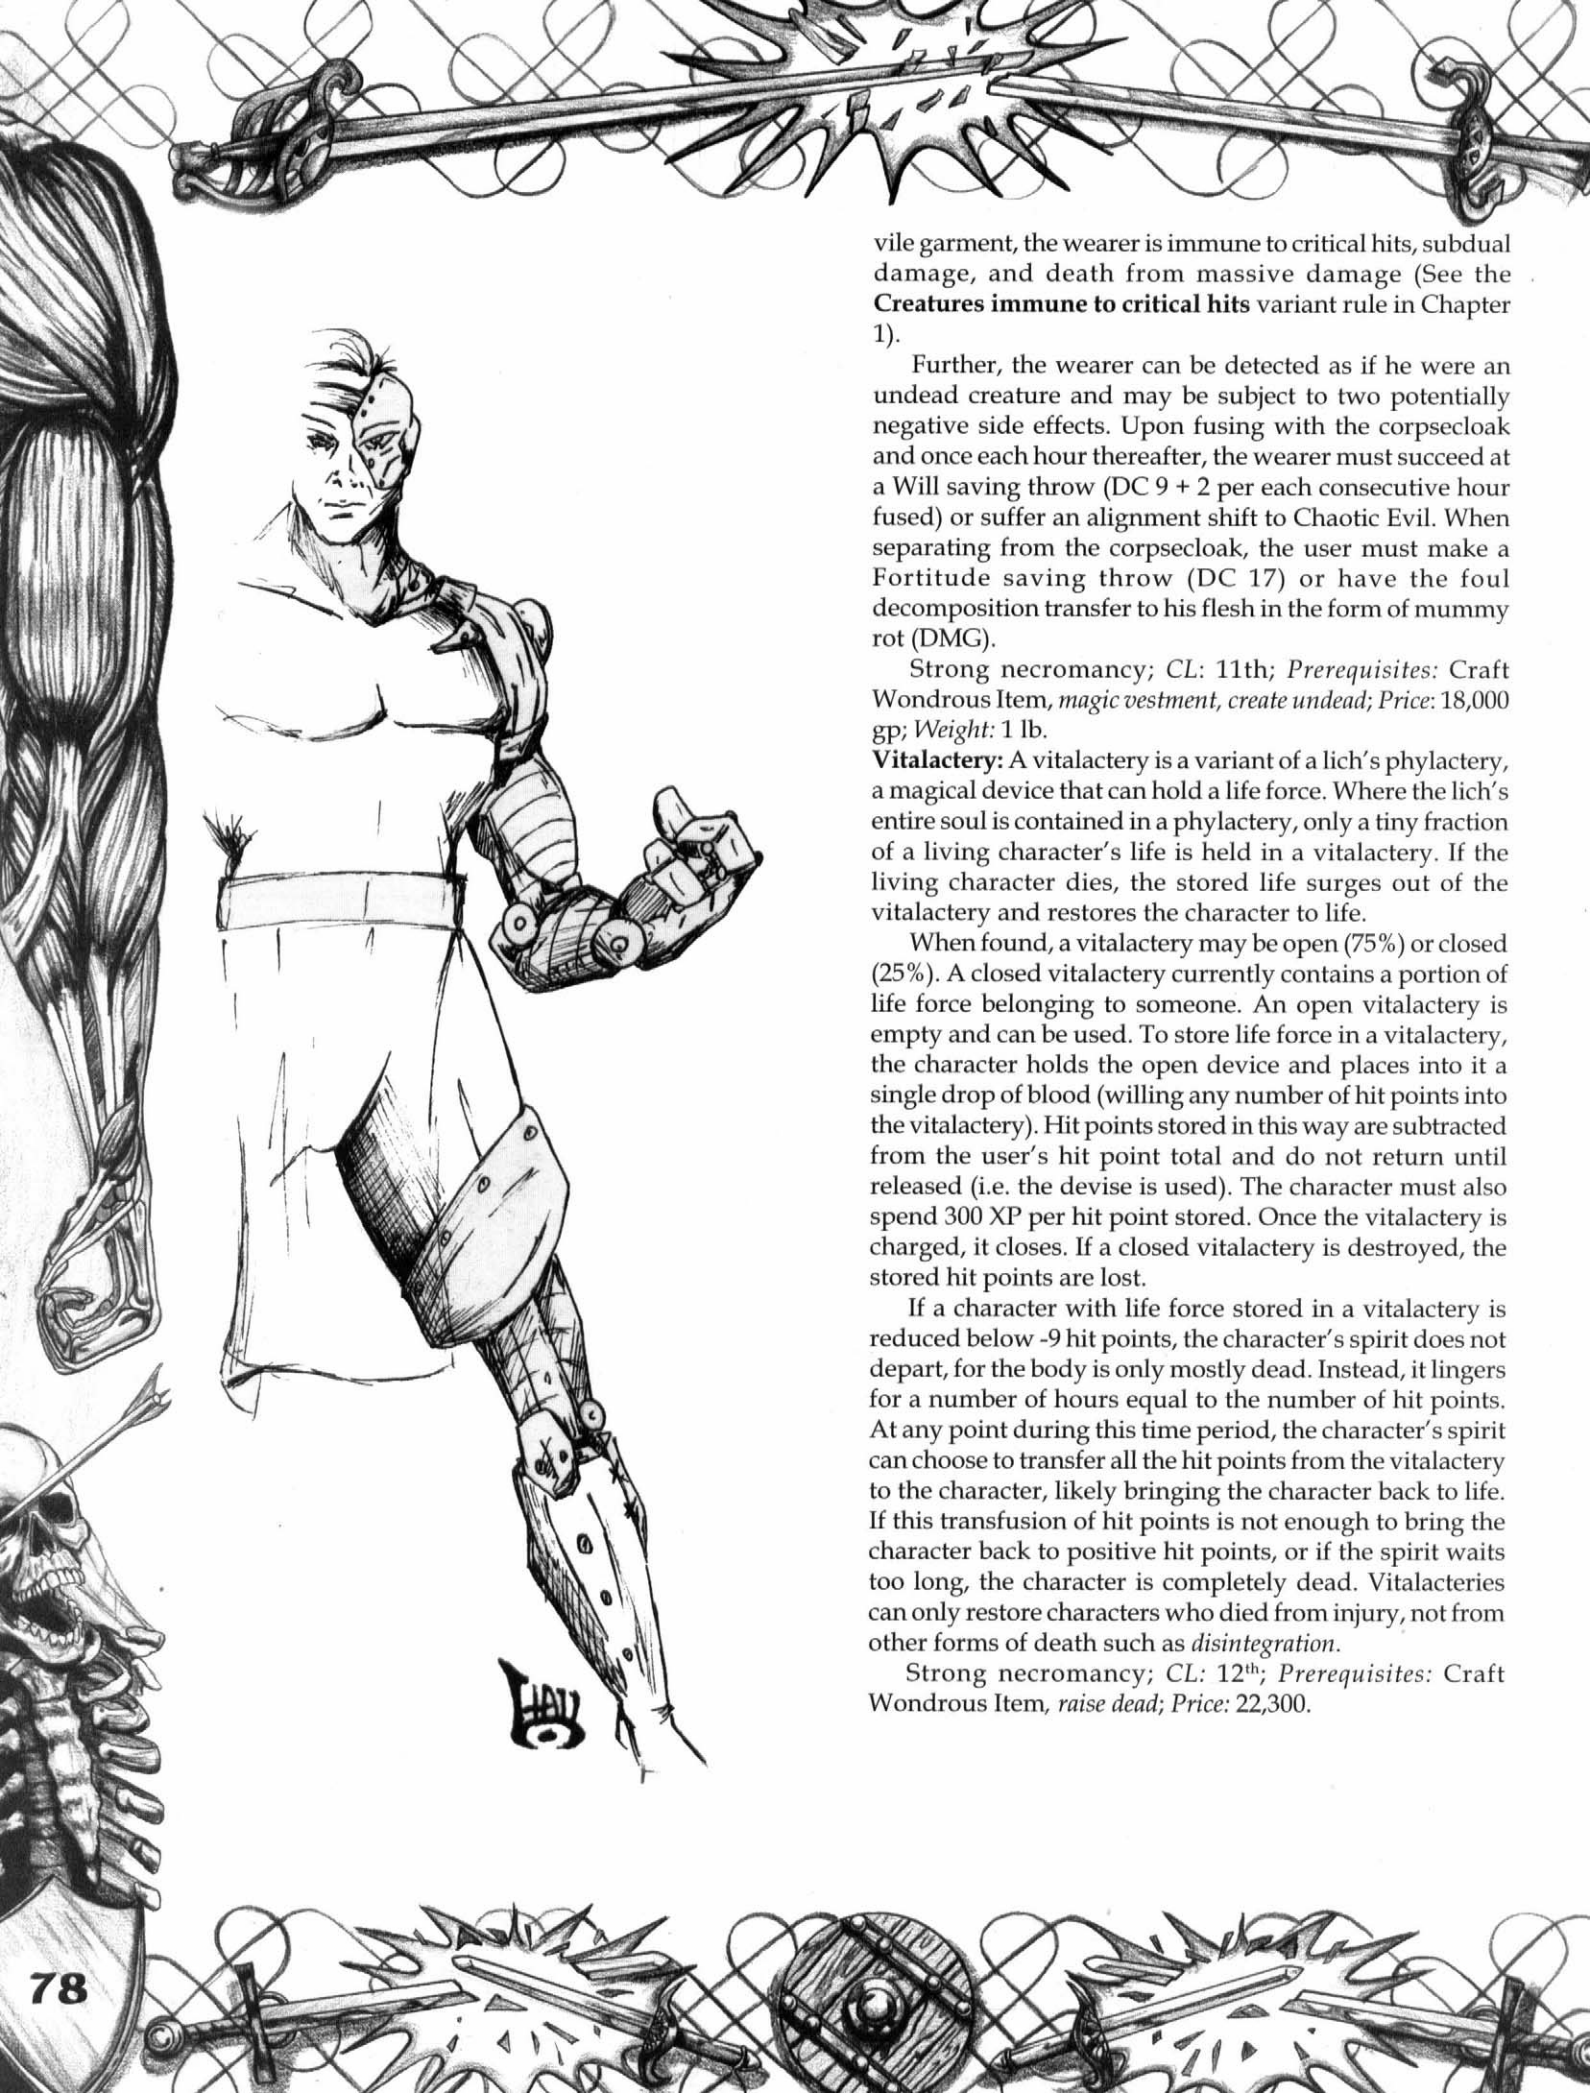 vile garment, the wearer is immune to critical hits, subdual
damage, and death from massive damage (See the
Creatures immune to critical hits variant rule in Chapter
1).
Further, the wearer can be detected as if he were an
undead creature and may be subject to two potentially
negative side effects. Upon fusing with the corpsecloak
and once each hour thereafter, the wearer must succeed at
a Will saving throw (DC 9 + 2 per each consecutive hour
fused) or suffer an alignment shift to Chaotic Evil. When
separating from the corpsecloak, the user must make a
Fortitude saving throw (DC 17) or have the foul
decomposition transfer to his flesh in the form of mummy
rot (DMG).
Strong necromancy; CL: 11th; Prerequisites: Craft
Wondrous Item, magic vestment, create undead; Price: 18,000
gp; Weight: 1 lb.
Vitalactery: A vitalactery is a variant of a lich's phylactery,
a magical device that can hold a life force. Where the lich's
entire soul is contained in a phylactery, only a tiny fraction
of a living character's life is held in a vitalactery. If the
living character dies, the stored life surges out of the
vitalactery and restores the character to life.
When found, a vitalactery may be open (75%) or closed
(25%). A closed vitalactery currently contains a portion of
life force belonging to someone. An open vitalactery is
empty and can be used. To store life force in a vitalactery,
the character holds the open device and places into it a
single drop of blood (willing any number of hit points into
the vitalactery). Hit points stored in this way are subtracted
from the user's hit point total and do not return until
released (i.e. the devise is used). The character must also
spend 300 XP per hit point stored. Once the vitalactery is
charged, it closes. If a closed vitalactery is destroyed, the
stored hit points are lost.
If a character with life force stored in a vitalactery is
reduced below -9 hit points, the character's spirit does not
depart, for the body is only mostly dead. Instead, it lingers
for a number of hours equal to the number of hit points.
At any point during this time period, the character's spirit
can choose to transfer all the hit points from the vitalactery
to the character, likely bringing the character back to life.
If this transfusion of hit points is not enough to bring the
character back to positive hit points, or if the spirit waits
too long, the character is completely dead. Vitalacteries
can only restore characters who died from injury, not from
other forms of death such as disintegration.
Strong necromancy; CL: 12th; Prerequisites: Craft
Wondrous Item, raise dead; Price: 22,300.
78